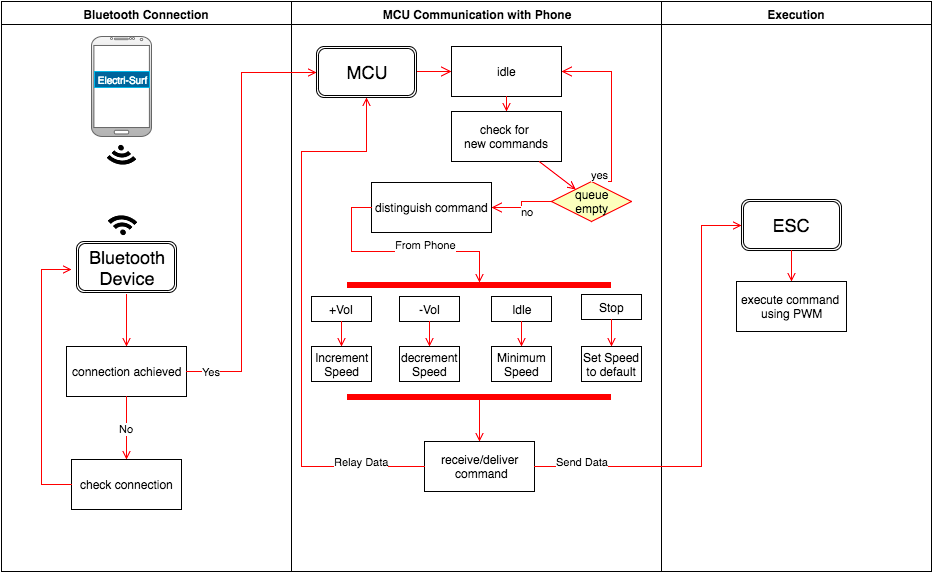 Bluetooth Connection
MCU Communication with Phone
Execution
Electri-Surf
Bluetooth
Device
connection achieved
Yes
No
check connection
MCU
idle
check for
new commands
yes
queue
empty
no
distinguish command
From Phone
+Vol
-Vol
Idle
Stop
Increment
Speed
decrement
Speed
Minimum
Speed
Set Speed
to default
receive/deliver
command
Relay Data
Send Data
ESC
execute command
using PWM